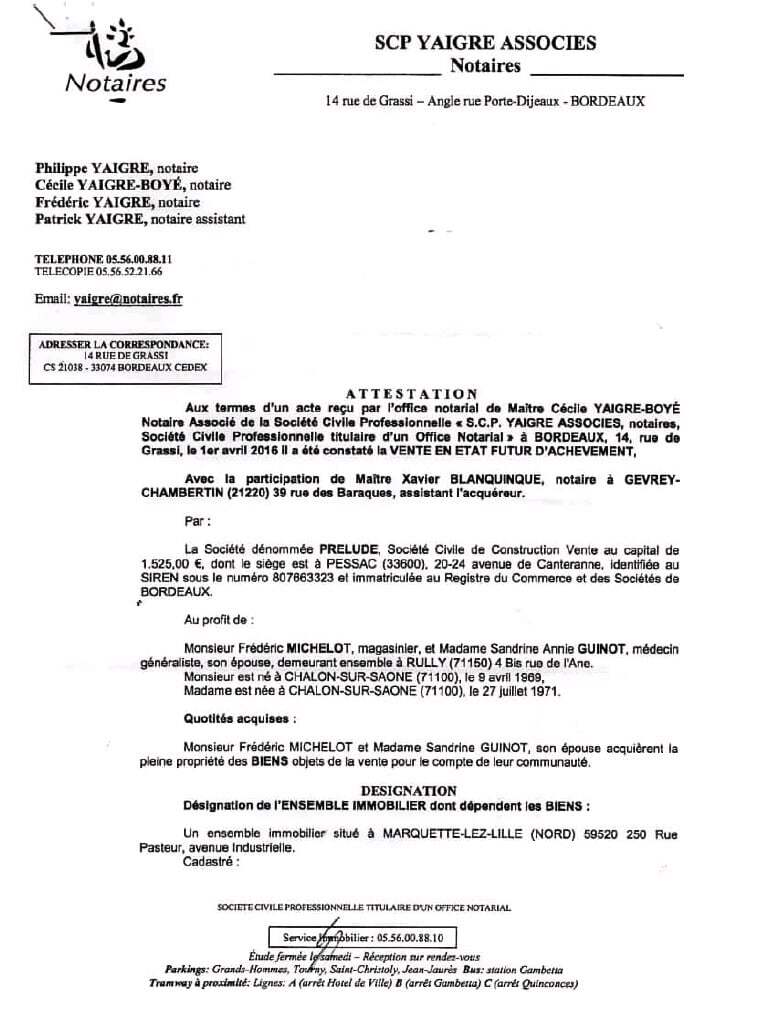 Notaires
SCP YAIGRE ASSOCIES
Notaires
14 rue de Grassi – Angle rue Porte-Dijeaux - BORDEAUX
Philippe YAIGRE, notaire
Cécile YAIGRE-BOYÉ, notaire
Frédéric YAIGRE, notaire
Patrick YAIGRE, notaire assistant
TELEPHONE 05.56.00.88.11
TELECOPIE 05.56.52.21.66
Email: yaigre@notaires.fr
ADRESSER LA CORRESPONDANCE:
14 RUE DE GRASSI
CS 21038 - 33074 BORDEAUX CEDEX
ATTESTATION
Aux termes d'un acte reçu par l'office notarial de Maître Cécile YAIGRE-BOYÉ
Notaire Associé de la Société Civile Professionnelle « S.C.P. YAIGRE ASSOCIES, notaires,
Société Civile Professionnelle titulaire d'un Office Notarial » à BORDEAUX, 14, rue de
Grassi, le 1er avril 2016 il a été constaté la VENTE EN ETAT FUTUR D'ACHEVEMENT,
Avec la participation de Maître Xavier BLANQUINQUE, notaire à GEVREY-
CHAMBERTIN (21220) 39 rue des Baraques, assistant l'acquéreur.
Par :
La Société dénommée PRELUDE, Société Civile de Construction Vente au capital de
1.525,00 €, dont le siège est à PESSAC (33600), 20-24 avenue de Canteranne, identifiée au
SIREN sous le numéro 807663323 et immatriculée au Registre du Commerce et des Sociétés de
BORDEAUX.
Au profit de :
Monsieur Frédéric MICHELOT, magasinier, et Madame Sandrine Annie GUINOT, médecin
généraliste, son épouse, demeurant ensemble à RULLY (71150) 4 Bis rue de l'Ane.
Monsieur est né à CHALON-SUR-SAONE (71100), le 9 avril 1969,
Madame est née à CHALON-SUR-SAONE (71100), le 27 juillet 1971.
Quotités acquises :
Monsieur Frédéric MICHELOT et Madame Sandrine GUINOT, son épouse acquièrent la
pleine propriété des BIENS objets de la vente pour le compte de leur communauté.
DESIGNATION
Désignation de l'ENSEMBLE IMMOBILIER dont dépendent les BIENS :
Un ensemble immobilier situé à MARQUETTE-LEZ-LILLE (NORD) 59520 250 Rue
Pasteur, avenue Industrielle.
Cadastré :
SOCIETE CIVILE PROFESSIONNELLE TITULAIRE D'UN OFFICE NOTARIAL
Service Immobilier : 05.56.00.88.10
Étude fermée le samedi – Réception sur rendez-vous
Parkings: Grands-Hommes, Tourny, Saint-Christoly, Jean-Jaurès Bus: station Gambetta
Tramway à proximité: Lignes: A (arrêt Hotel de Ville) B (arrêt Gambetta) C (arrêt Quinconces)